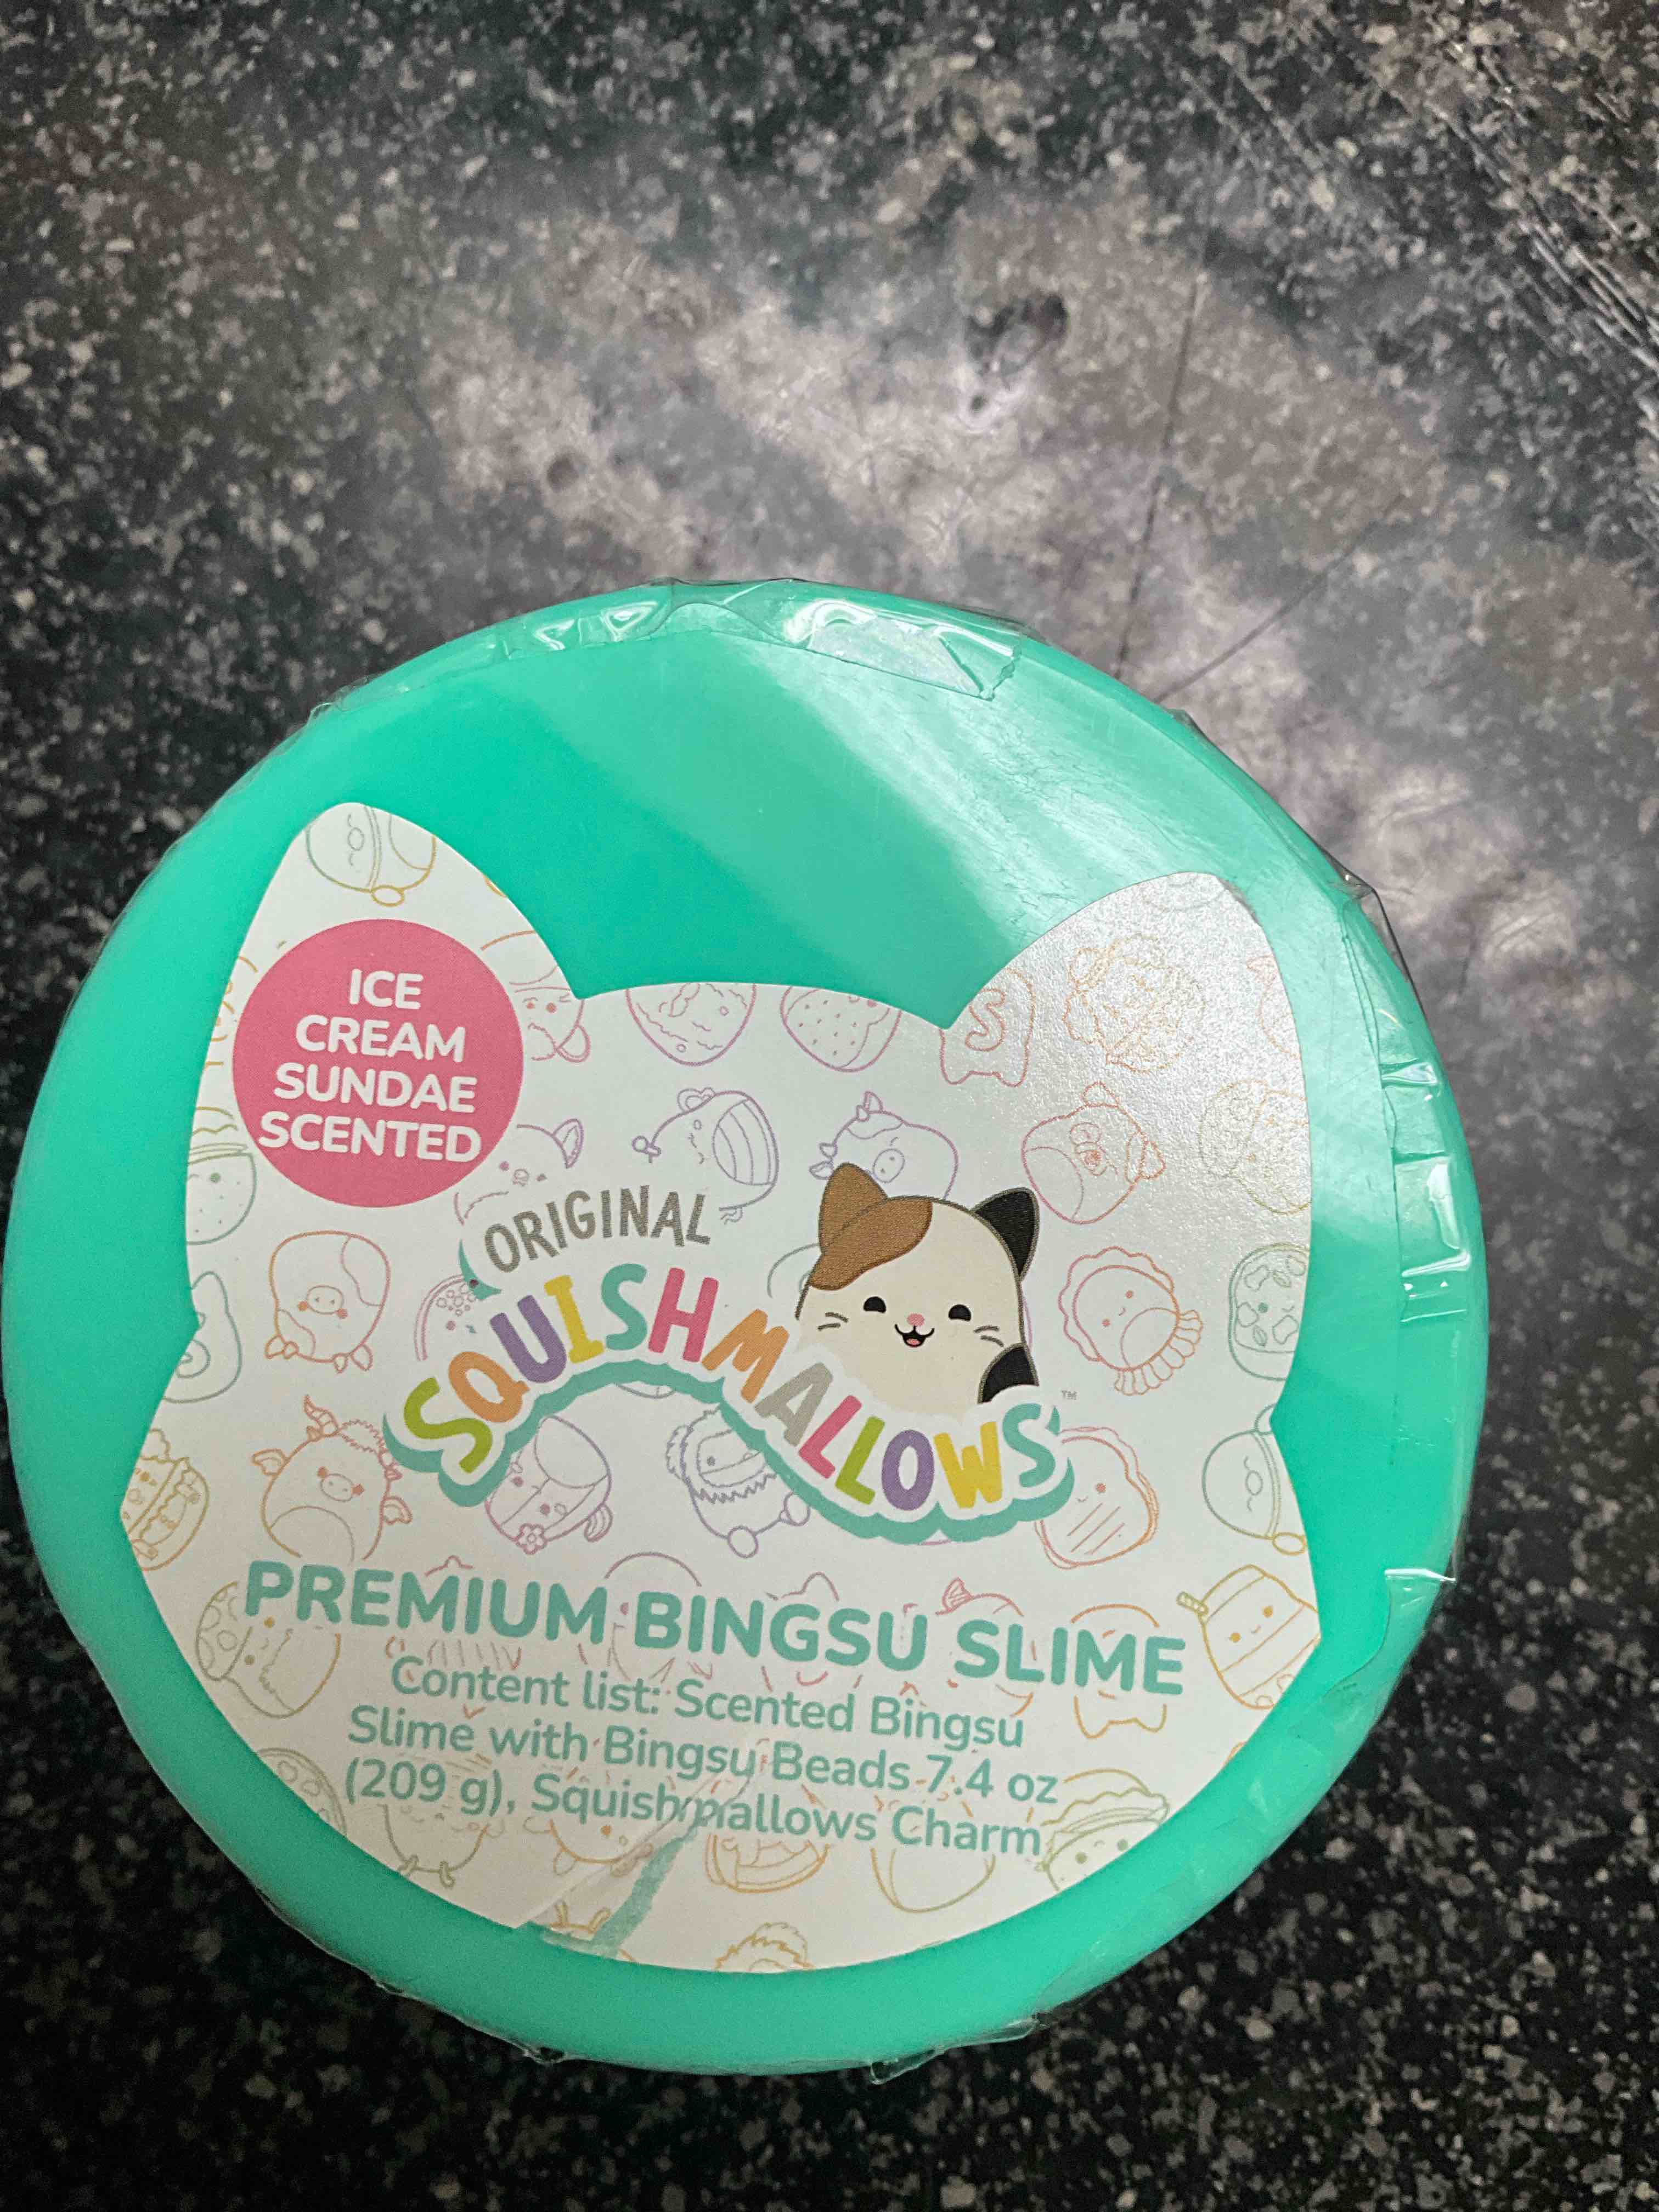 ICE
CREAM
SUNDAE
SCENTED
ORIGINAL
SQUISHMALLOWS™
PREMIUM BINGSU SLIME
Content list: Scented Bingsu
Slime with Bingsu Beads 7.4 oz
(209 g), Squishmallows Charm
S